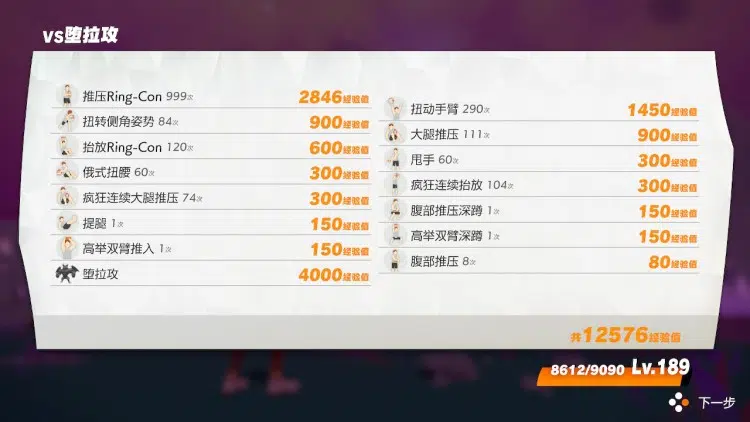 vs堕拉攻
推压Ring-Con 999次 2846经验值
扭转侧角姿势 84次 900经验值
抬放Ring-Con 120次 600经验值
俄式扭腰 60次 300经验值
疯狂连续大腿推压 74次 300经验值
提腿 1次 150经验值
高举双臂推入 1次 150经验值
堕拉攻 4000经验值
扭动手臂 290次 1450经验值
大腿推压 111次 900经验值
甩手 60次 300经验值
疯狂连续抬放 104次 300经验值
腹部推压深蹲 1次 150经验值
高举双臂深蹲 1次 150经验值
腹部推压 8次 80经验值
共12576经验值
8612/9090 Lv.189
下一步